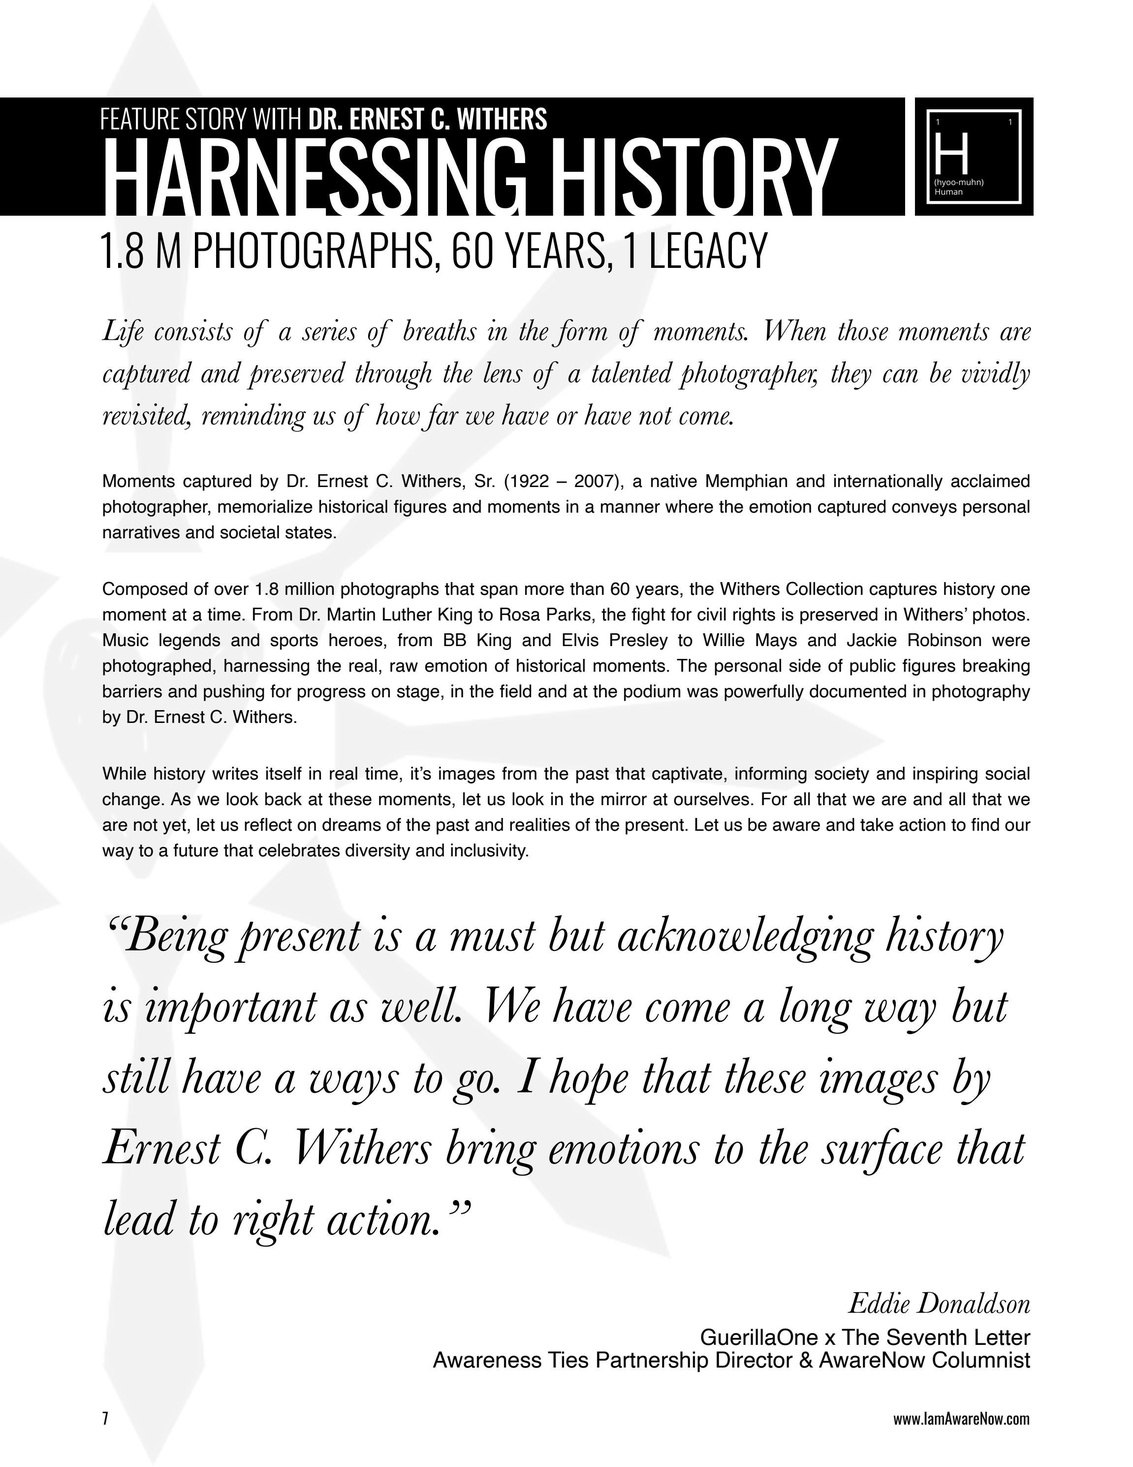 FEATURE STORY WITH DR. ERNEST C. WITHERS
HARNESSING HISTORY
1 1
H
(hyoo-muhn)
Human
1.8 M PHOTOGRAPHS, 60 YEARS, 1 LEGACY
Life consists of a series of breaths in the form of moments. When those moments are
captured and preserved through the lens of a talented photographer, they can be vividly
revisited, reminding us of how far we have or have not come.
Moments captured by Dr. Ernest C. Withers, Sr. (1922 – 2007), a native Memphian and internationally acclaimed
photographer, memorialize historical figures and moments in a manner where the emotion captured conveys personal
narratives and societal states.
Composed of over 1.8 million photographs that span more than 60 years, the Withers Collection captures history one
moment at a time. From Dr. Martin Luther King to Rosa Parks, the fight for civil rights is preserved in Withers’ photos.
Music legends and sports heroes, from BB King and Elvis Presley to Willie Mays and Jackie Robinson were
photographed, harnessing the real, raw emotion of historical moments. The personal side of public figures breaking
barriers and pushing for progress on stage, in the field and at the podium was powerfully documented in photography
by Dr. Ernest C. Withers.
While history writes itself in real time, it’s images from the past that captivate, informing society and inspiring social
change. As we look back at these moments, let us look in the mirror at ourselves. For all that we are and all that we
are not yet, let us reflect on dreams of the past and realities of the present. Let us be aware and take action to find our
way to a future that celebrates diversity and inclusivity.
“Being present is a must but acknowledging history
is important as well. We have come a long way but
still have a ways to go. I hope that these images by
Ernest C. Withers bring emotions to the surface that
lead to right action.”
Eddie Donaldson
GuerillaOne x The Seventh Letter
Awareness Ties Partnership Director & AwareNow Columnist
7
www.IamAwareNow.com